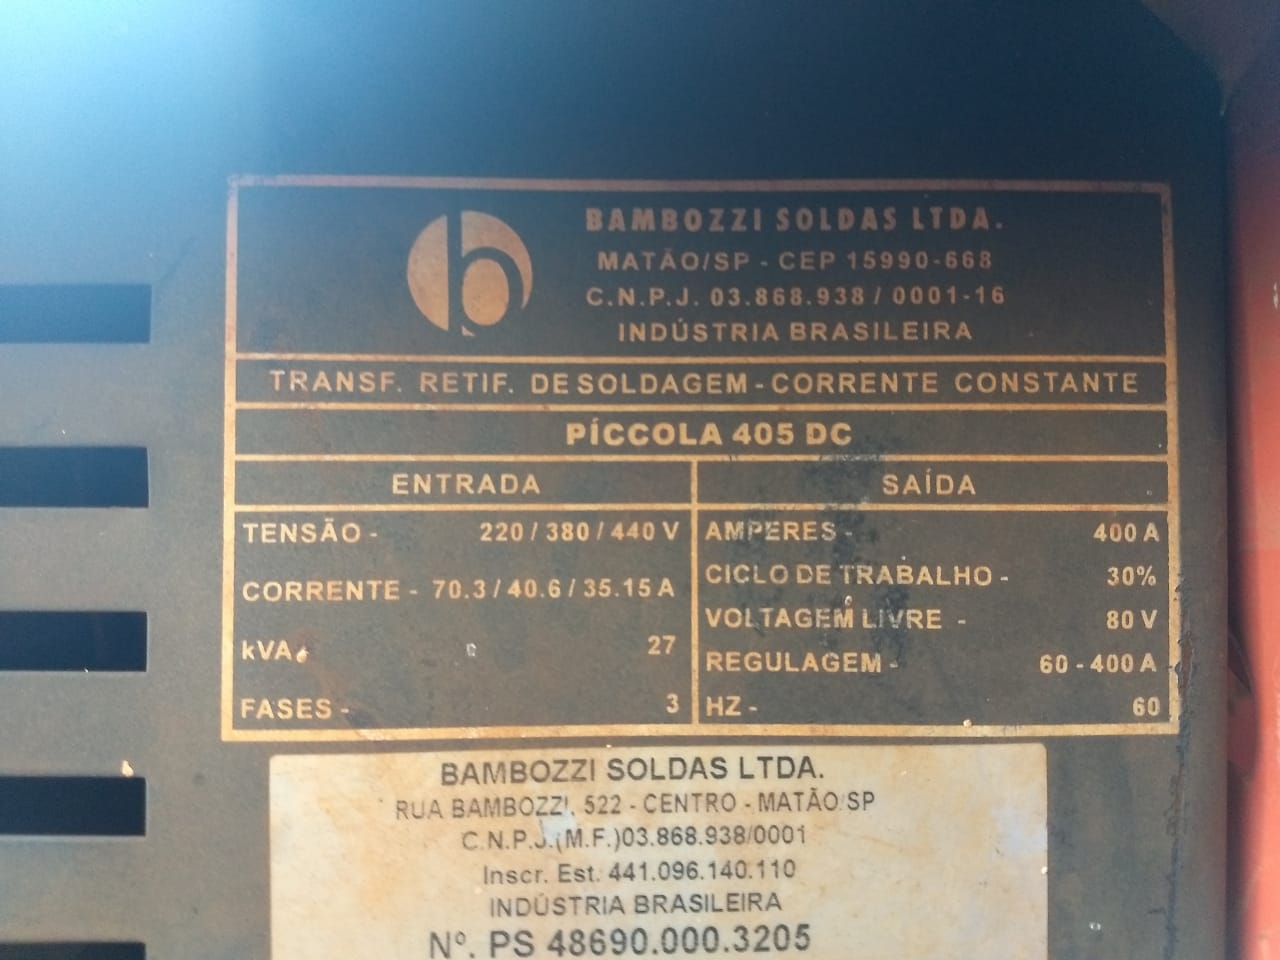 BAMBOZZI SOLDAS LTDA.
MATÃO/SP - CEP 15990-668
C.N.P.J. 03.868.938 / 0001-16
INDÚSTRIA BRASILEIRA
TRANSF. RETIF. DE SOLDAGEM - CORRENTE CONSTANTE
PÍCCOLA 405 DC
ENTRADA
TENSÃO - 220 / 380 / 440 V
CORRENTE - 70.3 / 40.6 / 35.15 A
kVA 27
FASES - 3
SAÍDA
AMPERES - 400 A
CICLO DE TRABALHO - 30%
VOLTAGEM LIVRE - 80 V
REGULAGEM - 60 - 400 A
HZ - 60
BAMBOZZI SOLDAS LTDA.
RUA BAMBOZZI, 522 - CENTRO - MATÃO/SP
C.N.P.J.(M.F.)03.868.938/0001
Inscr. Est. 441.096.140.110
INDÚSTRIA BRASILEIRA
Nº. PS 48690.000.3205